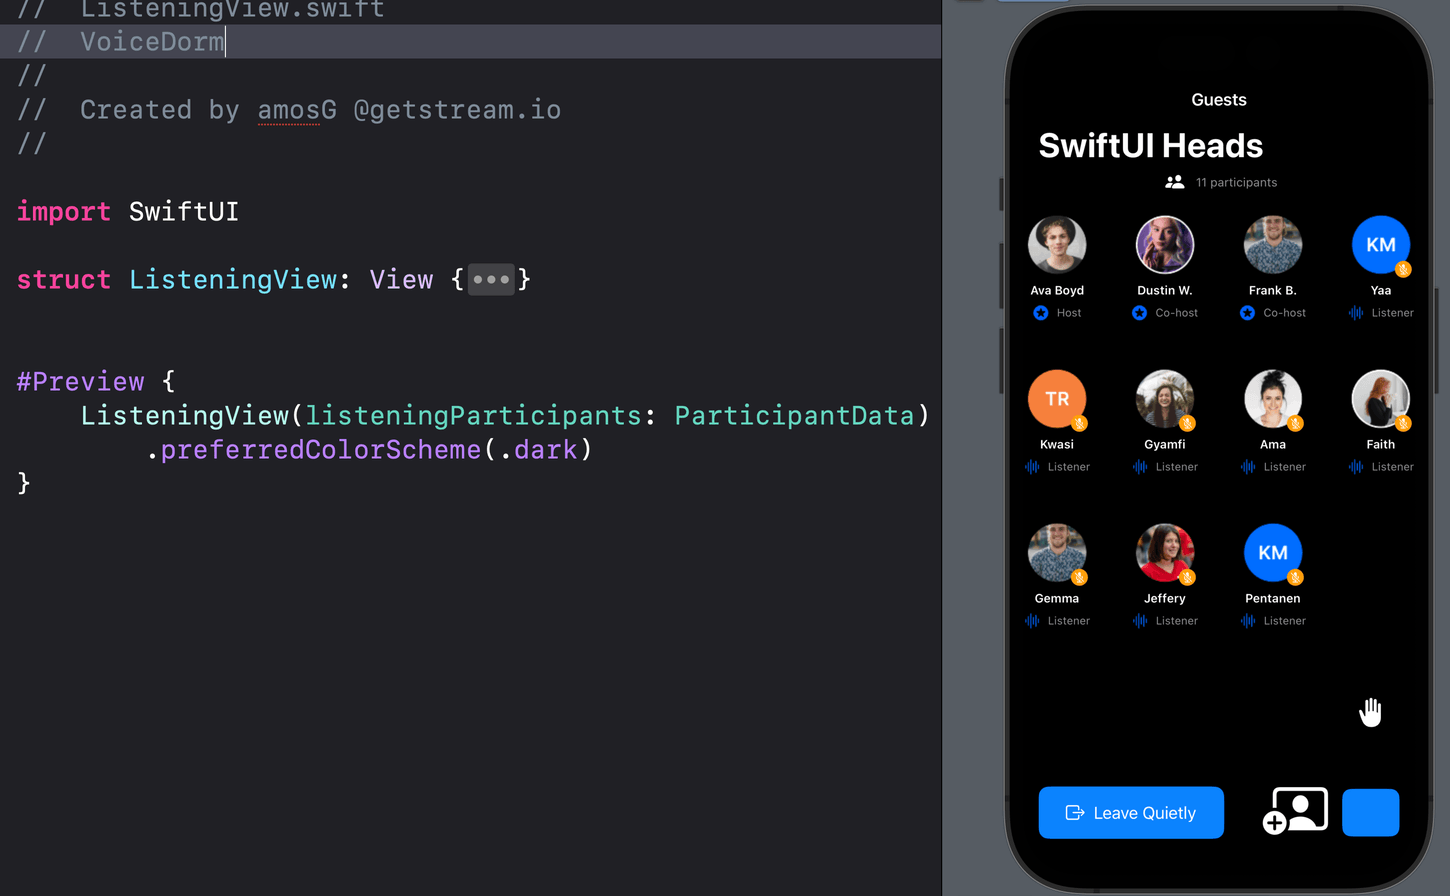 //  ListeningView.swift
//  VoiceDorm
//
//  Created by amosG @getstream.io
//
import SwiftUI
struct ListeningView: View {•••}
#Preview {
ListeningView(listeningParticipants: ParticipantData)
.preferredColorScheme(.dark)
}
Guests
SwiftUI Heads
11 participants
KM
Ava Boyd Dustin W. Frank B. Yaa
Host Co-host Co-host Listener
TR
Kwasi Gyamfi Ama Faith
Listener Listener Listener Listener
KM
Gemma Jeffery Pentanen
Listener Listener Listener
Leave Quietly